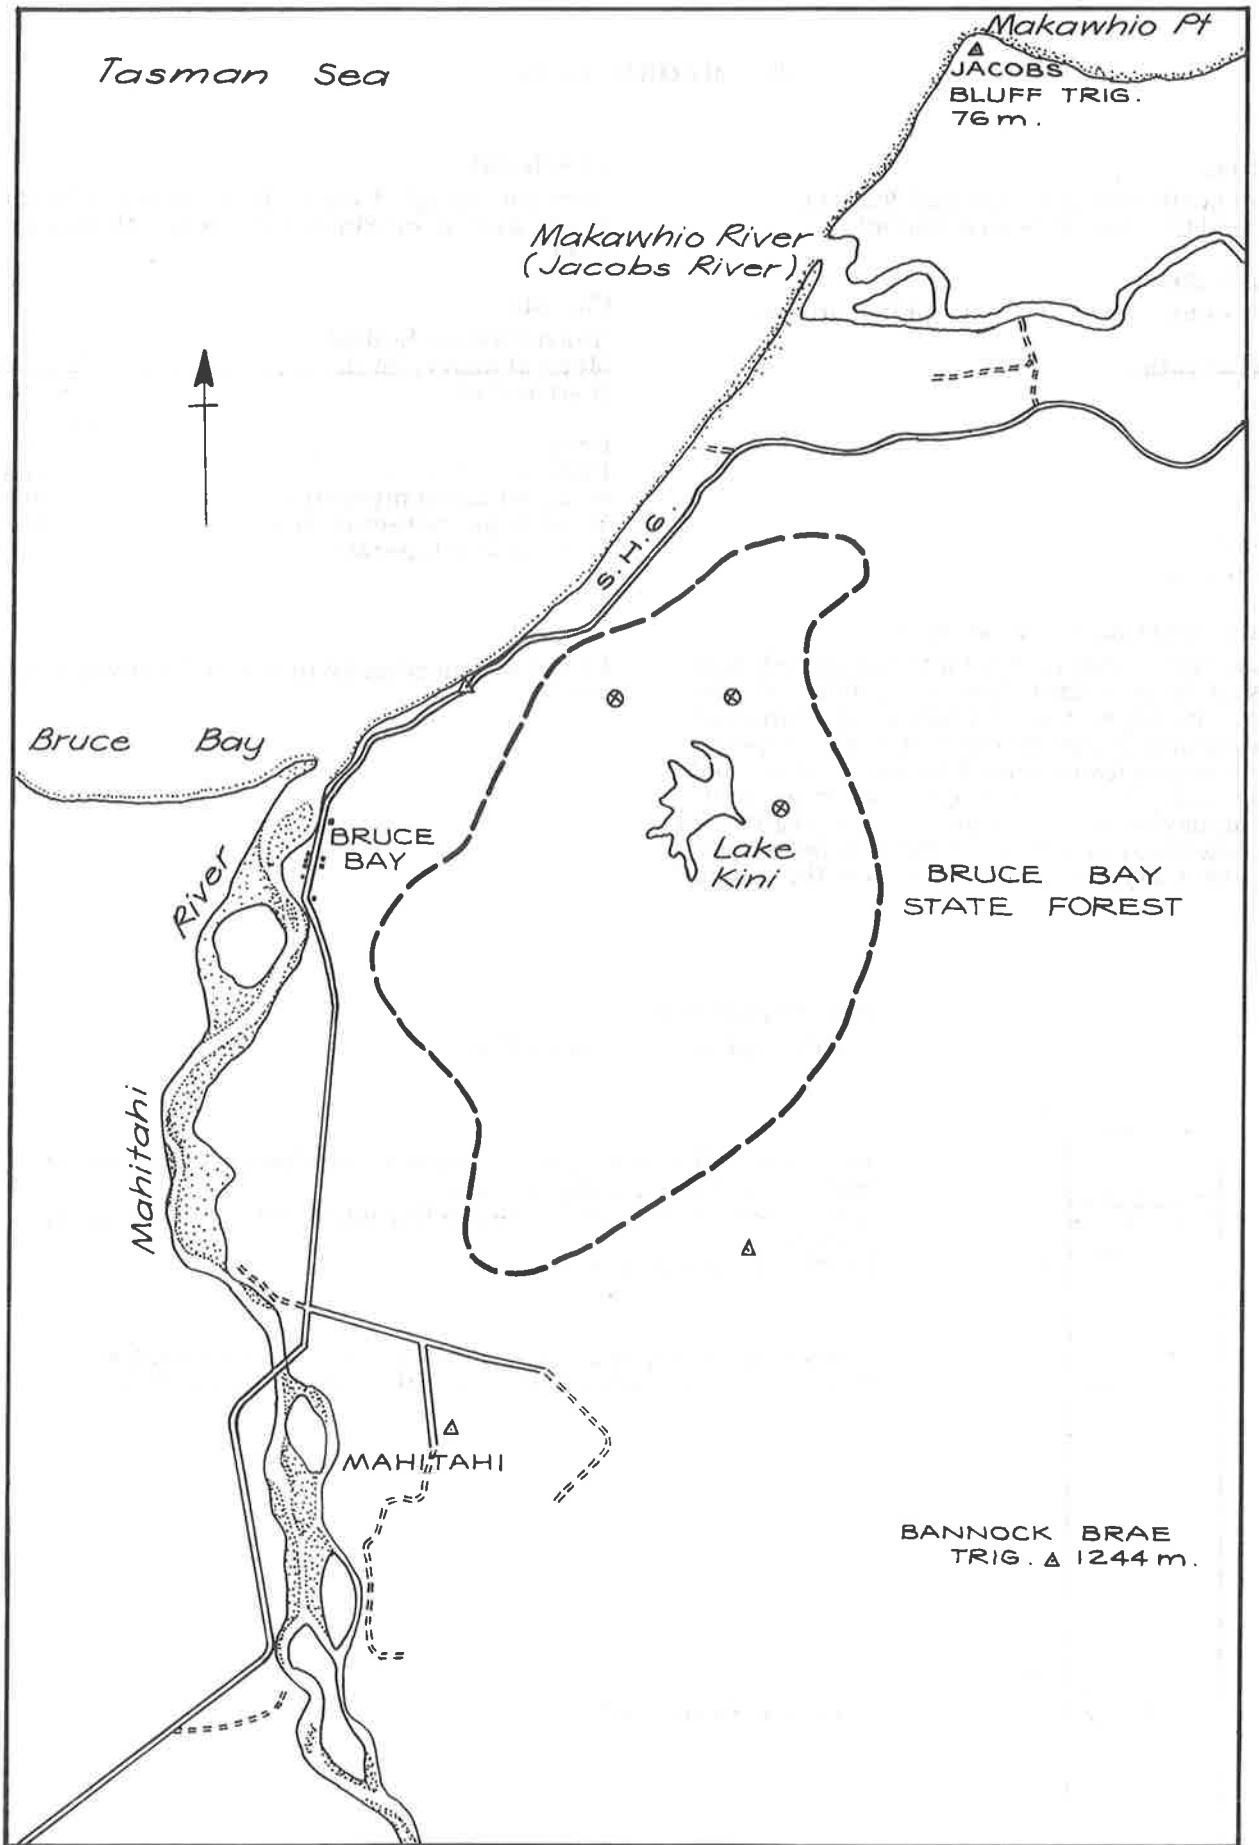 Makawhio Pt
Tasman Sea
JACOBS
BLUFF TRIG.
76 m.
Makawhio River
(Jacobs River)
S.H.6.
Bruce Bay
BRUCE
BAY
Lake
Kini
BRUCE BAY
STATE FOREST
Mahitahi River
MAHITAHI
BANNOCK BRAE
TRIG. 1244 m.